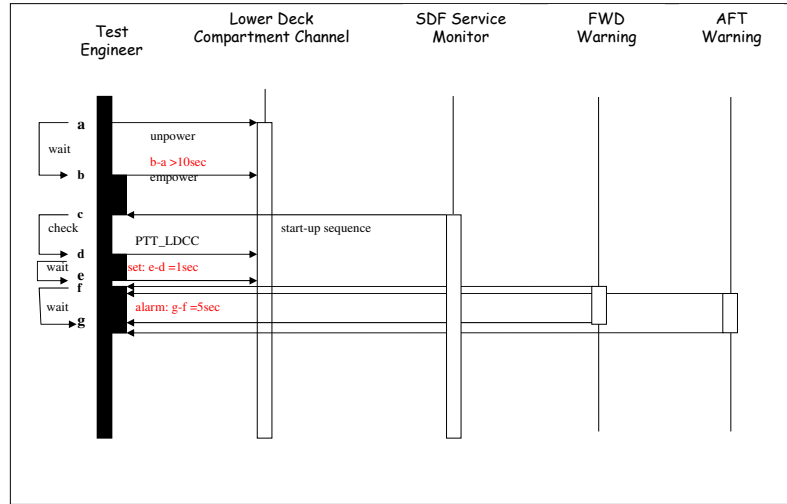 Test
Engineer
Lower Deck
Compartment Channel
SDF Service
Monitor
FWD
Warning
AFT
Warning
a
unpower
wait
b-a >10sec
b
empower
c
check
start-up sequence
PTT_LDCC
d
wait
set: e-d =1sec
e
f
wait
alarm: g-f =5sec
g